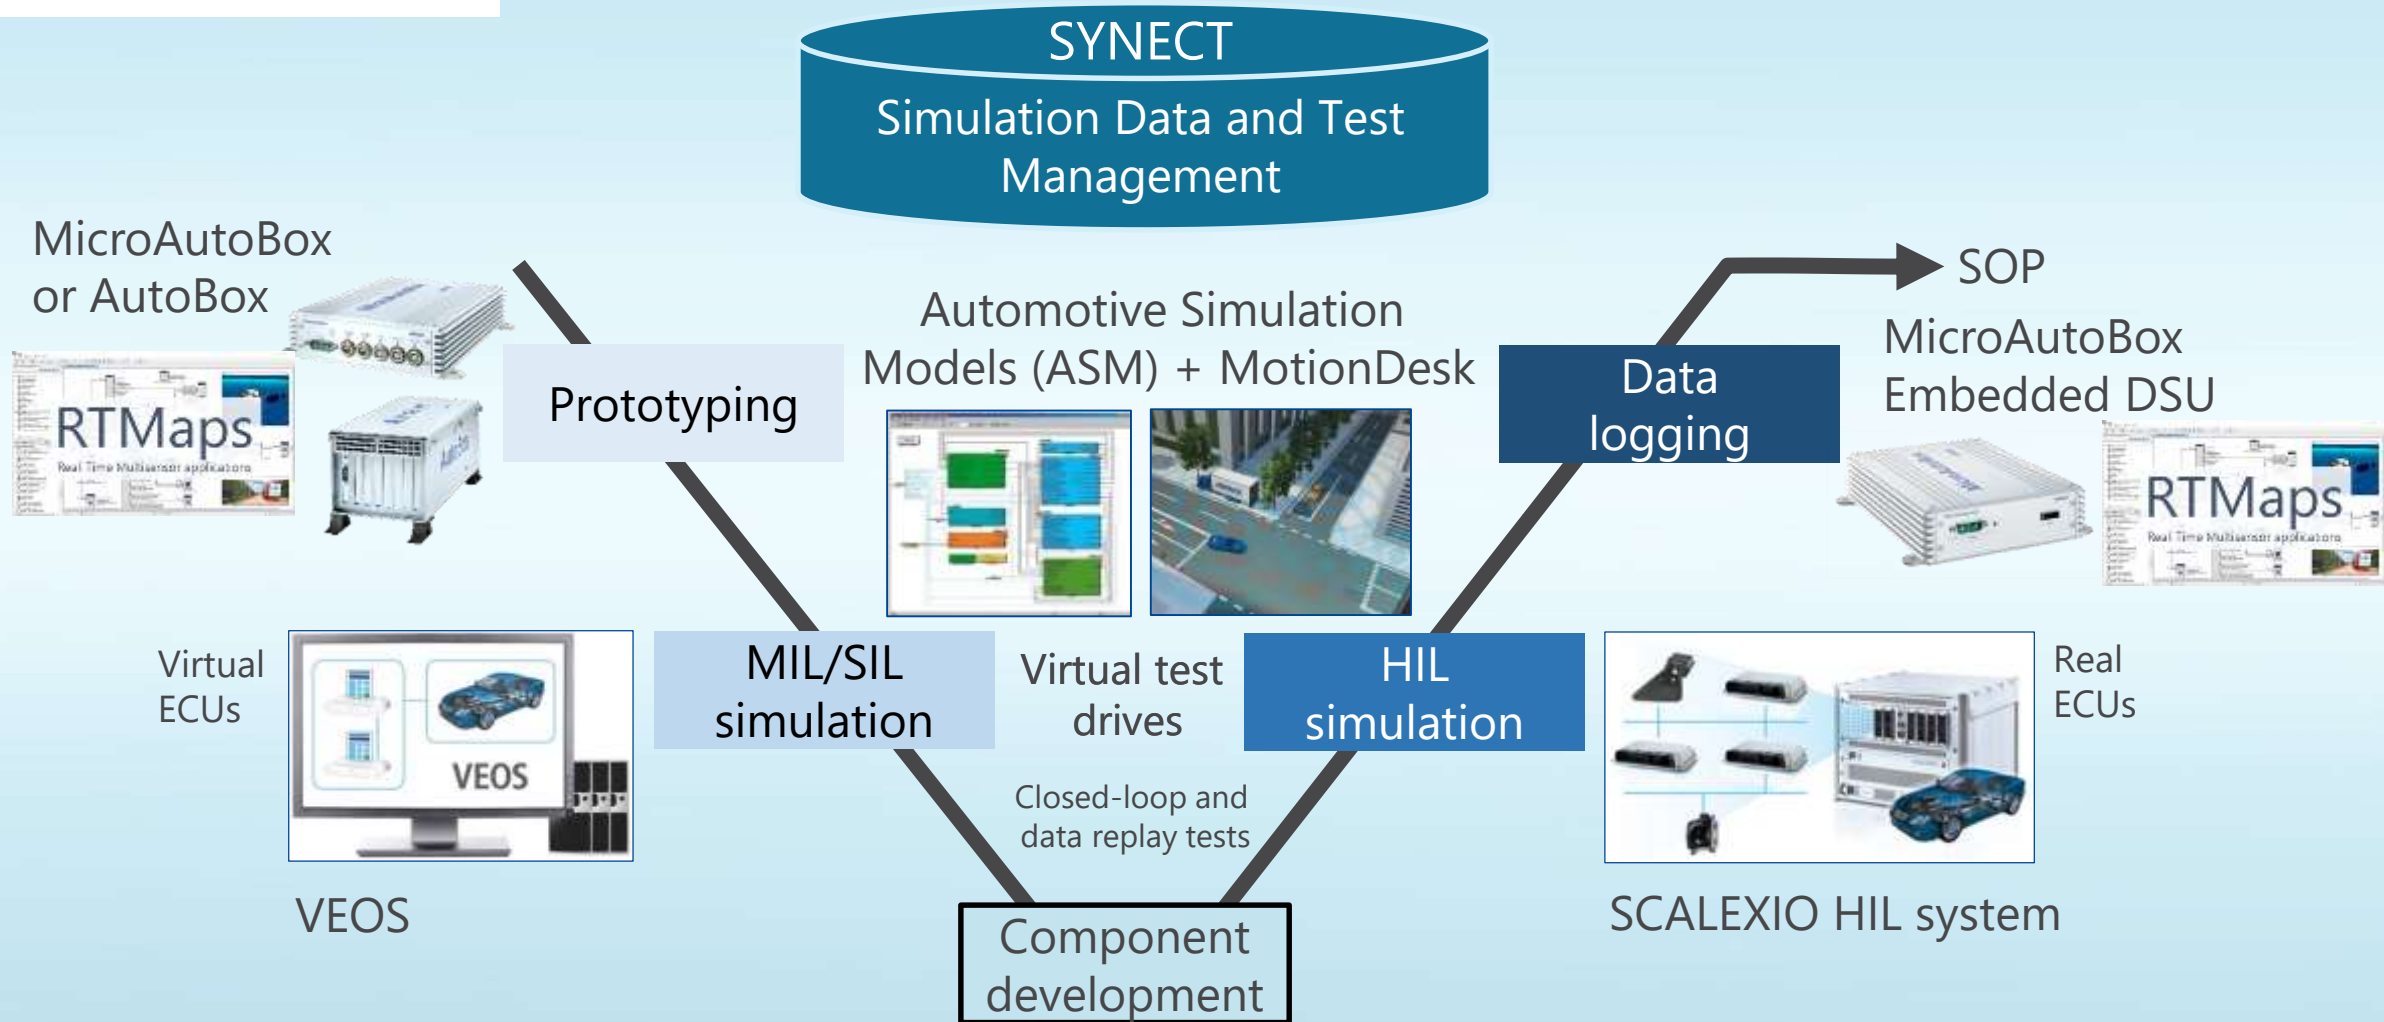 SYNECT
Simulation Data and Test
Management
MicroAutoBox
or AutoBox
RTMaps
Real Time Multisensor applications
Prototyping
Automotive Simulation
Models (ASM) + MotionDesk
Data
logging
SOP
MicroAutoBox
Embedded DSU
RTMaps
Real Time Multisensor applications
Virtual
ECUs
VEOS
VEOS
MIL/SIL
simulation
Virtual test
drives
Closed-loop and
data replay tests
HIL
simulation
Real
ECUs
SCALEXIO HIL system
Component
development